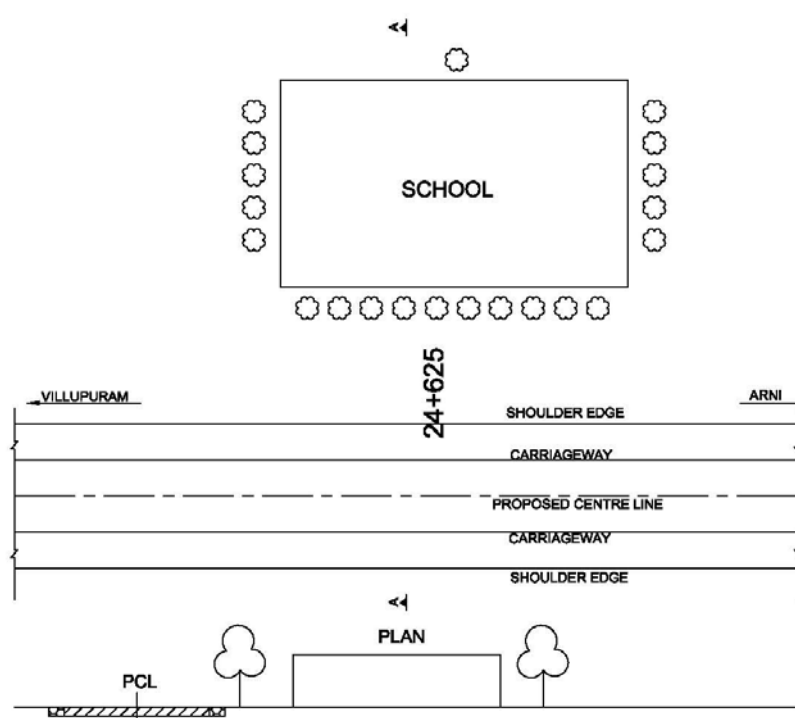 A
SCHOOL
24+625
VILLUPURAM
ARNI
SHOULDER EDGE
CARRIAGEWAY
PROPOSED CENTRE LINE
CARRIAGEWAY
SHOULDER EDGE
A
PLAN
PCL